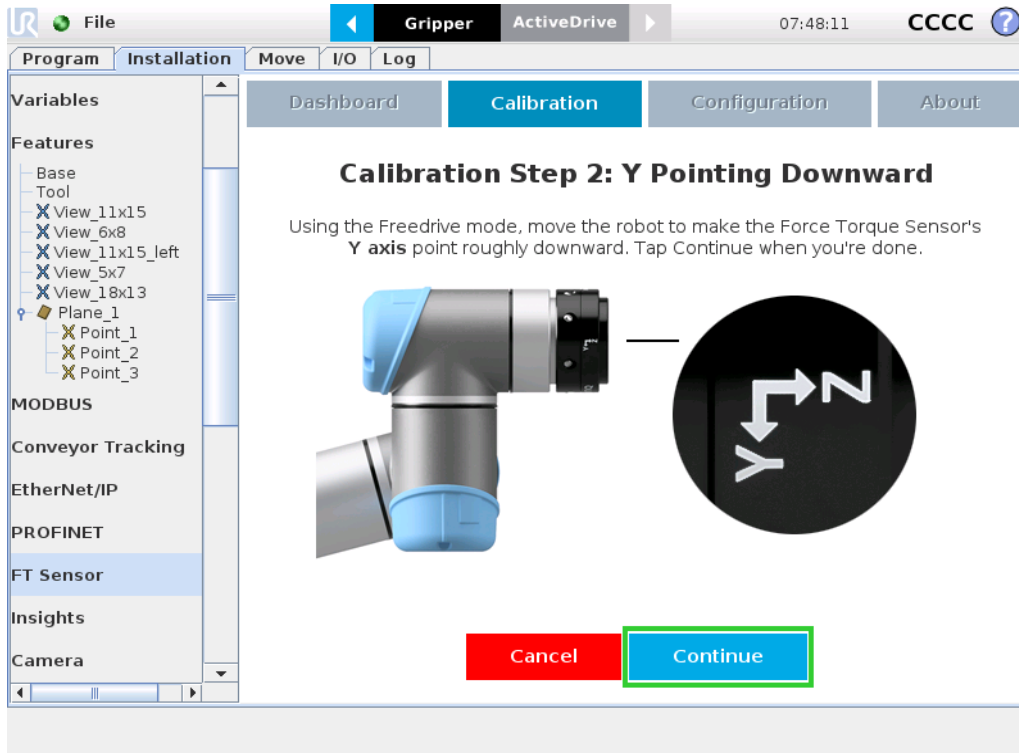 UR File Gripper ActiveDrive 07:48:11 CCCC ?
Program Installation Move I/O Log
Variables
Features
Base
Tool
View_11x15
View_6x8
View_11x15_left
View_5x7
View_18x13
Plane_1
Point_1
Point_2
Point_3
MODBUS
Conveyor Tracking
EtherNet/IP
PROFINET
FT Sensor
Insights
Camera
Dashboard Calibration Configuration About
Calibration Step 2: Y Pointing Downward
Using the Freedrive mode, move the robot to make the Force Torque Sensor's
Y axis point roughly downward. Tap Continue when you're done.
Y Z
Z
Y
Cancel Continue